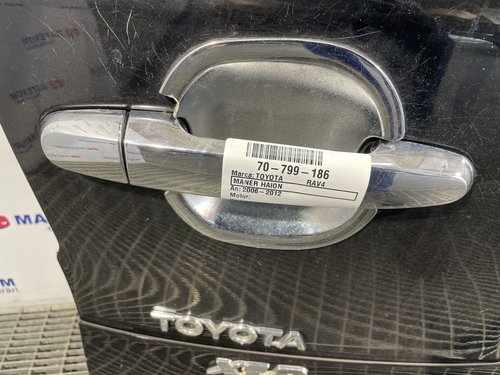 70-799-186
Marca: TOYOTA RAV4
MANER HAION
An: 2006-2012
Motor:
TOYOTA